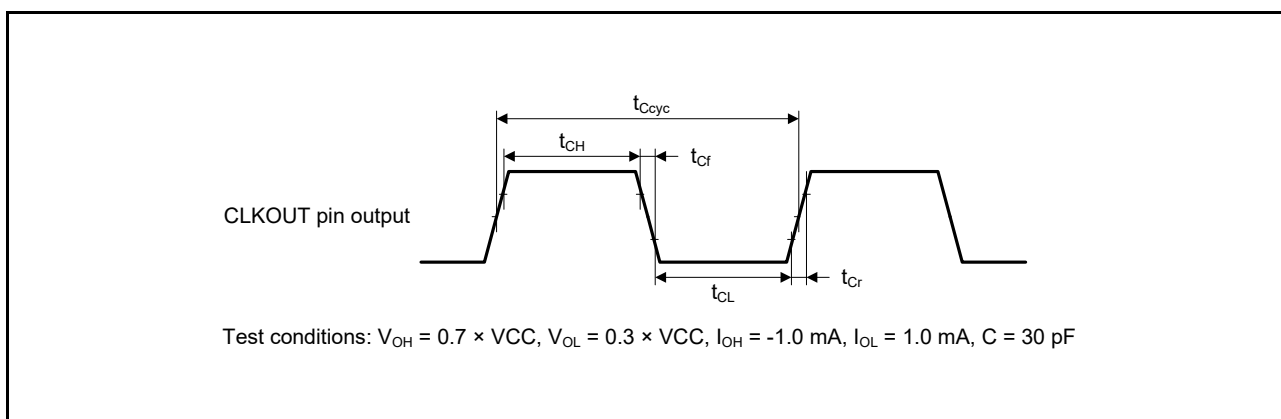 tCcyc
tCH
tCf
CLKOUT pin output
tCL
tCr
Test conditions: VOH = 0.7 × VCC, VOL = 0.3 × VCC, IOH = -1.0 mA, IOL = 1.0 mA, C = 30 pF